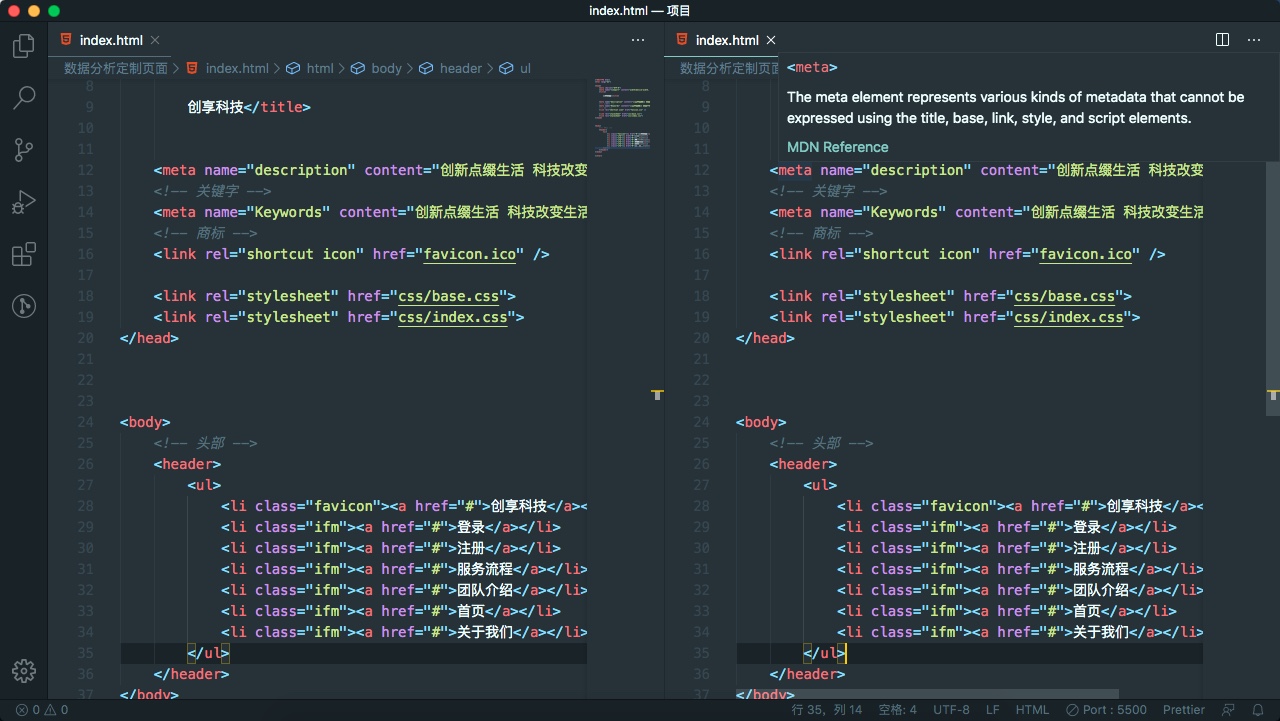 index.html — 项目
index.html
数据分析定制页面 > index.html > html > body > header > ul
8
9 创享科技</title>
10
11
12 <meta name="description" content="创新点缀生活 科技改变
13 <!-- 关键字 -->
14 <meta name="Keywords" content="创新点缀生活 科技改变生活
15 <!-- 商标 -->
16 <link rel="shortcut icon" href="favicon.ico" />
17
18 <link rel="stylesheet" href="css/base.css">
19 <link rel="stylesheet" href="css/index.css">
20 </head>
21
22
23
24 <body>
25 <!-- 头部 -->
26 <header>
27 <ul>
28 <li class="favicon"><a href="#">创享科技</a><
29 <li class="ifm"><a href="#">登录</a></li>
30 <li class="ifm"><a href="#">注册</a></li>
31 <li class="ifm"><a href="#">服务流程</a></li>
32 <li class="ifm"><a href="#">团队介绍</a></li>
33 <li class="ifm"><a href="#">首页</a></li>
34 <li class="ifm"><a href="#">关于我们</a></li>
35 </ul>
36 </header>
37 </body>
index.html
数据分析定制页面
<meta>
The meta element represents various kinds of metadata that cannot be
expressed using the title, base, link, style, and script elements.
MDN Reference
8
9
10
11
12 <meta name="description" content="创新点缀生活 科技改变
13 <!-- 关键字 -->
14 <meta name="Keywords" content="创新点缀生活 科技改变生活
15 <!-- 商标 -->
16 <link rel="shortcut icon" href="favicon.ico" />
17
18 <link rel="stylesheet" href="css/base.css">
19 <link rel="stylesheet" href="css/index.css">
20 </head>
21
22
23
24 <body>
25 <!-- 头部 -->
26 <header>
27 <ul>
28 <li class="favicon"><a href="#">创享科技</a><
29 <li class="ifm"><a href="#">登录</a></li>
30 <li class="ifm"><a href="#">注册</a></li>
31 <li class="ifm"><a href="#">服务流程</a></li>
32 <li class="ifm"><a href="#">团队介绍</a></li>
33 <li class="ifm"><a href="#">首页</a></li>
34 <li class="ifm"><a href="#">关于我们</a></li>
35 </ul>
36 </header>
37 </body>
0 0 行 35，列 14 空格: 4 UTF-8 LF HTML Port : 5500 Prettier